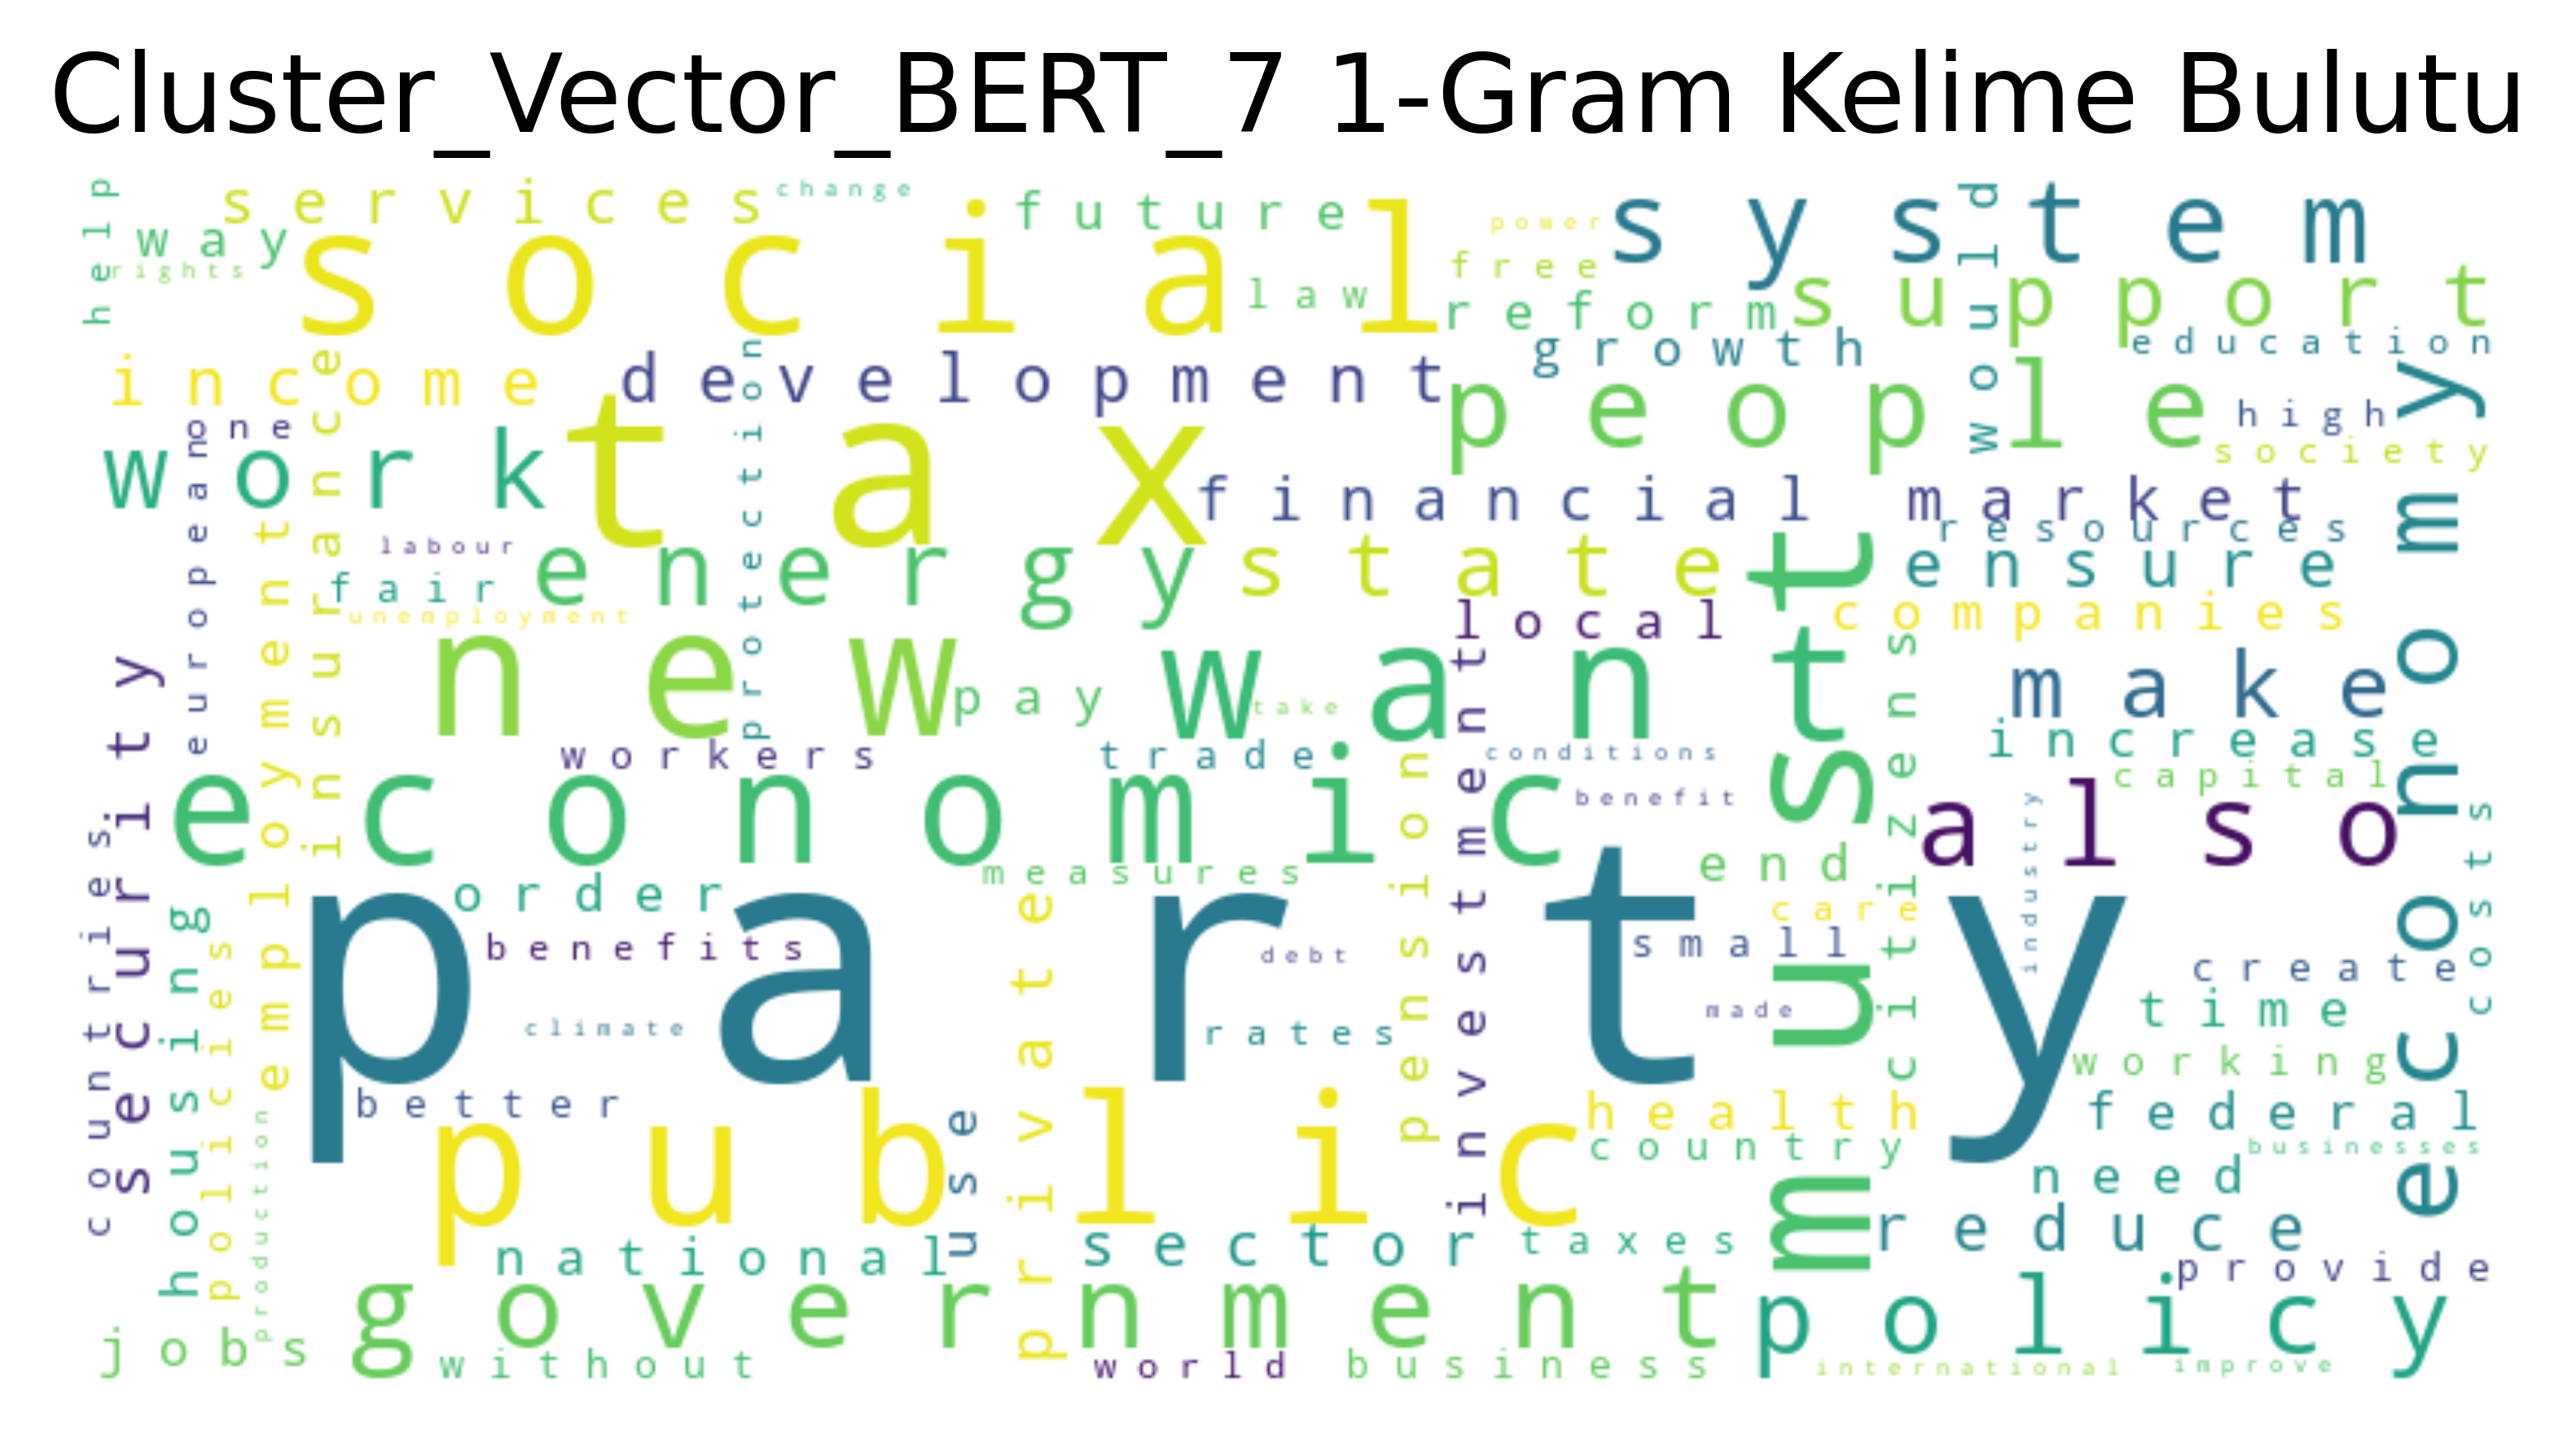 Cluster_Vector_BERT_7 1-Gram Kelime Bulutu
help
services
change
future
power
system
would
way
rights
social
law
free
reform
support
growth
education
income
insurance
development
protection
people
high
society
economy
one
european
work
tax
financial
market
resources
labour
fair
energy
state
must
ensure
unemployment
employment
local
companies
citizens
security
new
pay
want
take
investment
make
increase
workers
trade
conditions
capital
economic
pension
benefit
also
industry
costs
countries
measures
end
care
order
benefits
party
debt
small
create
housing
policies
private
climate
rates
made
time
working
better
health
federal
production
public
use
country
businesses
need
national
sector
taxes
reduce
provide
jobs
government
policy
without
world
business
international
improve